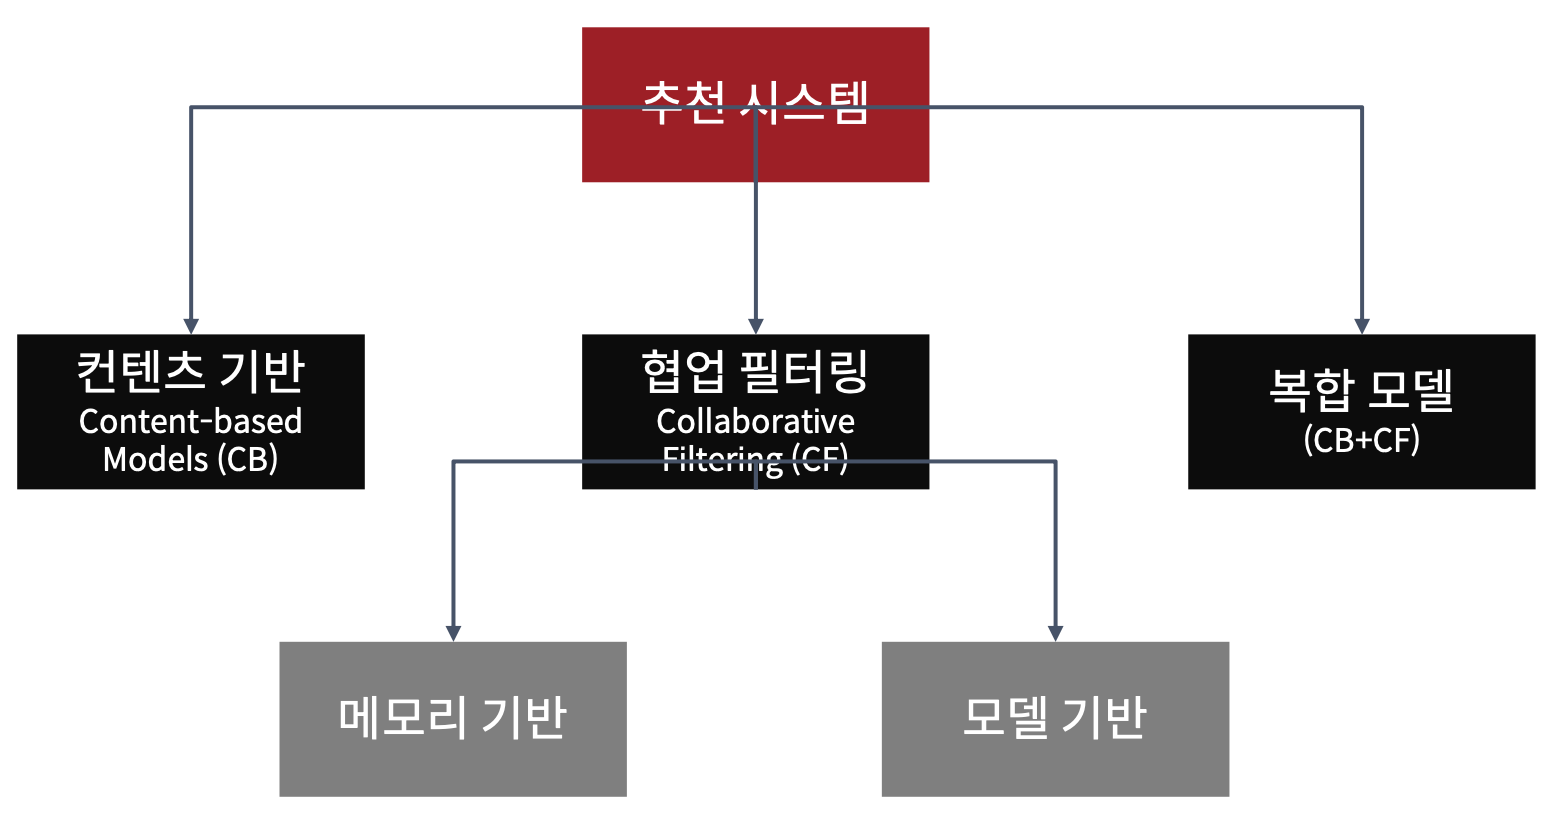 추천 시스템
컨텐츠 기반
Content-based
Models (CB)
협업 필터링
Collaborative
Filtering (CF)
복합 모델
(CB+CF)
메모리 기반
모델 기반